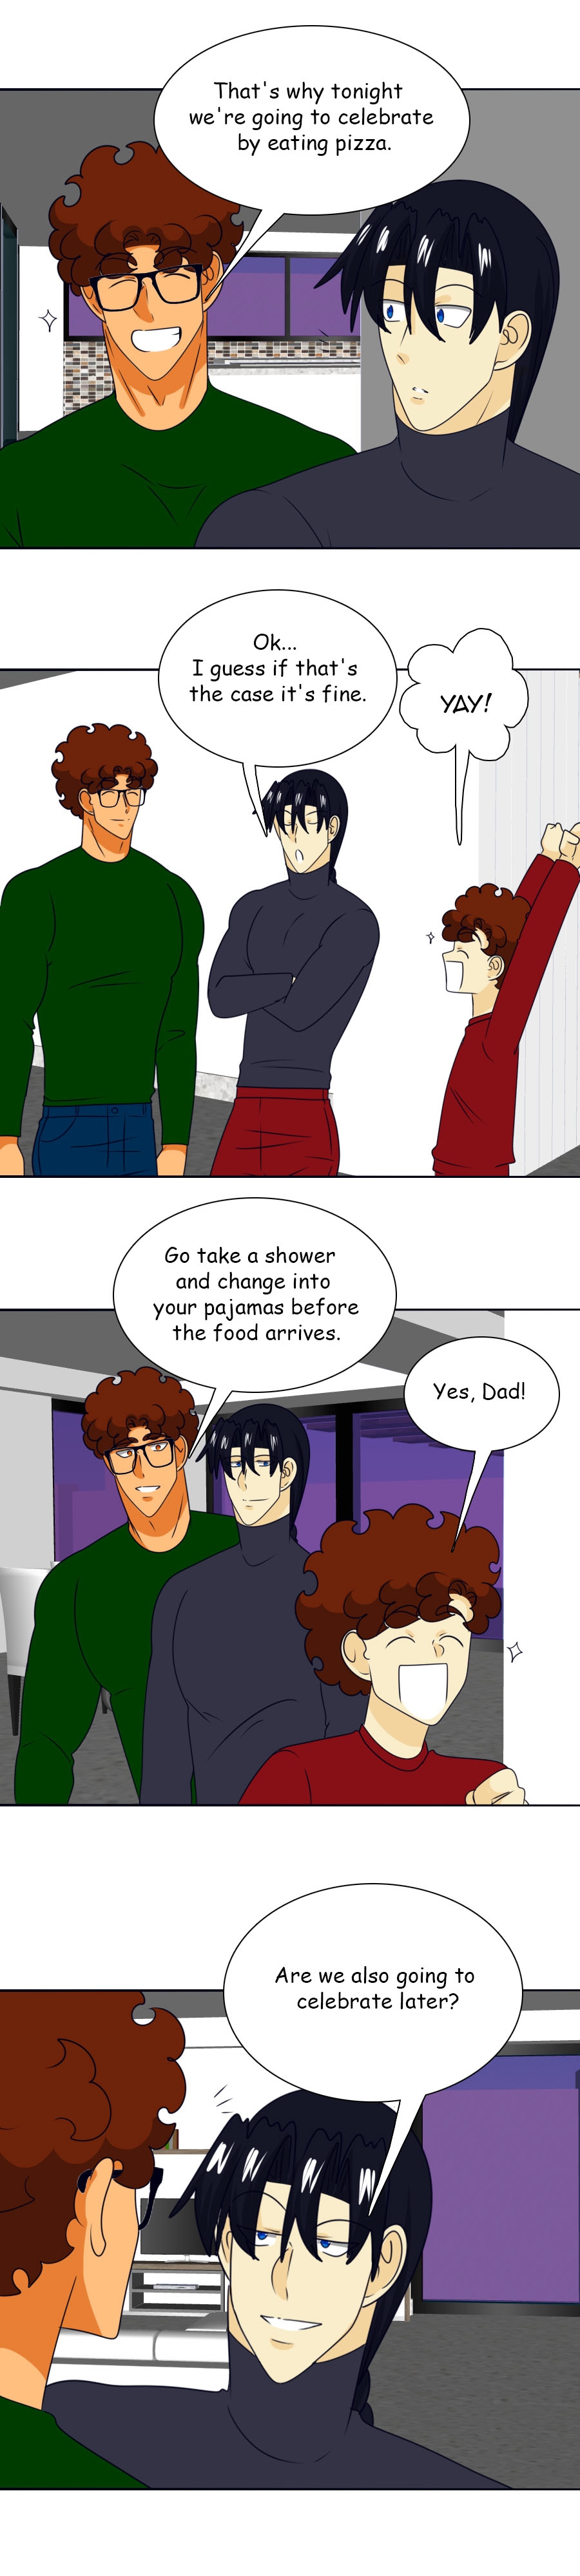 That's why tonight
we're going to celebrate
by eating pizza.
Ok...
I guess if that's
the case it's fine.
YAY!
Go take a shower
and change into
your pajamas before
the food arrives.
Yes, Dad!
Are we also going to
celebrate later?